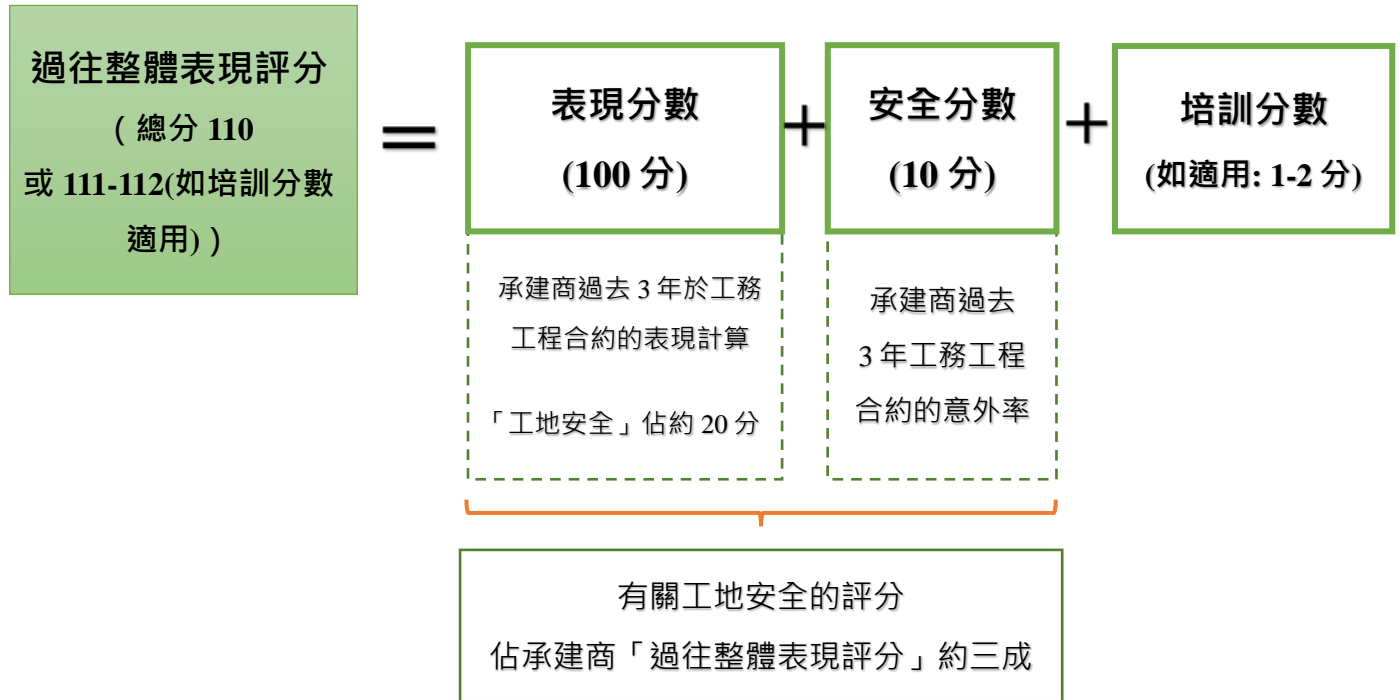 過往整體表現評分
（總分 110
或 111-112(如培訓分數
適用)）
=
表現分數
(100 分)
+
安全分數
(10 分)
+
培訓分數
(如適用: 1-2 分)
承建商過去 3 年於工務
工程合約的表現計算
「工地安全」佔約 20 分
承建商過去
3 年工務工程
合約的意外率
有關工地安全的評分
佔承建商「過往整體表現評分」約三成